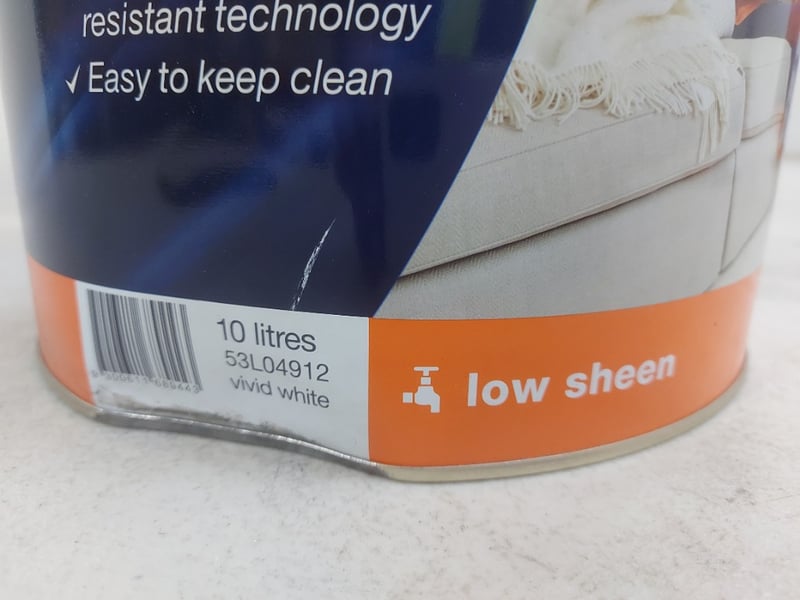 resistant technology
✓ Easy to keep clean
10 litres
53L04912
vivid white
low sheen